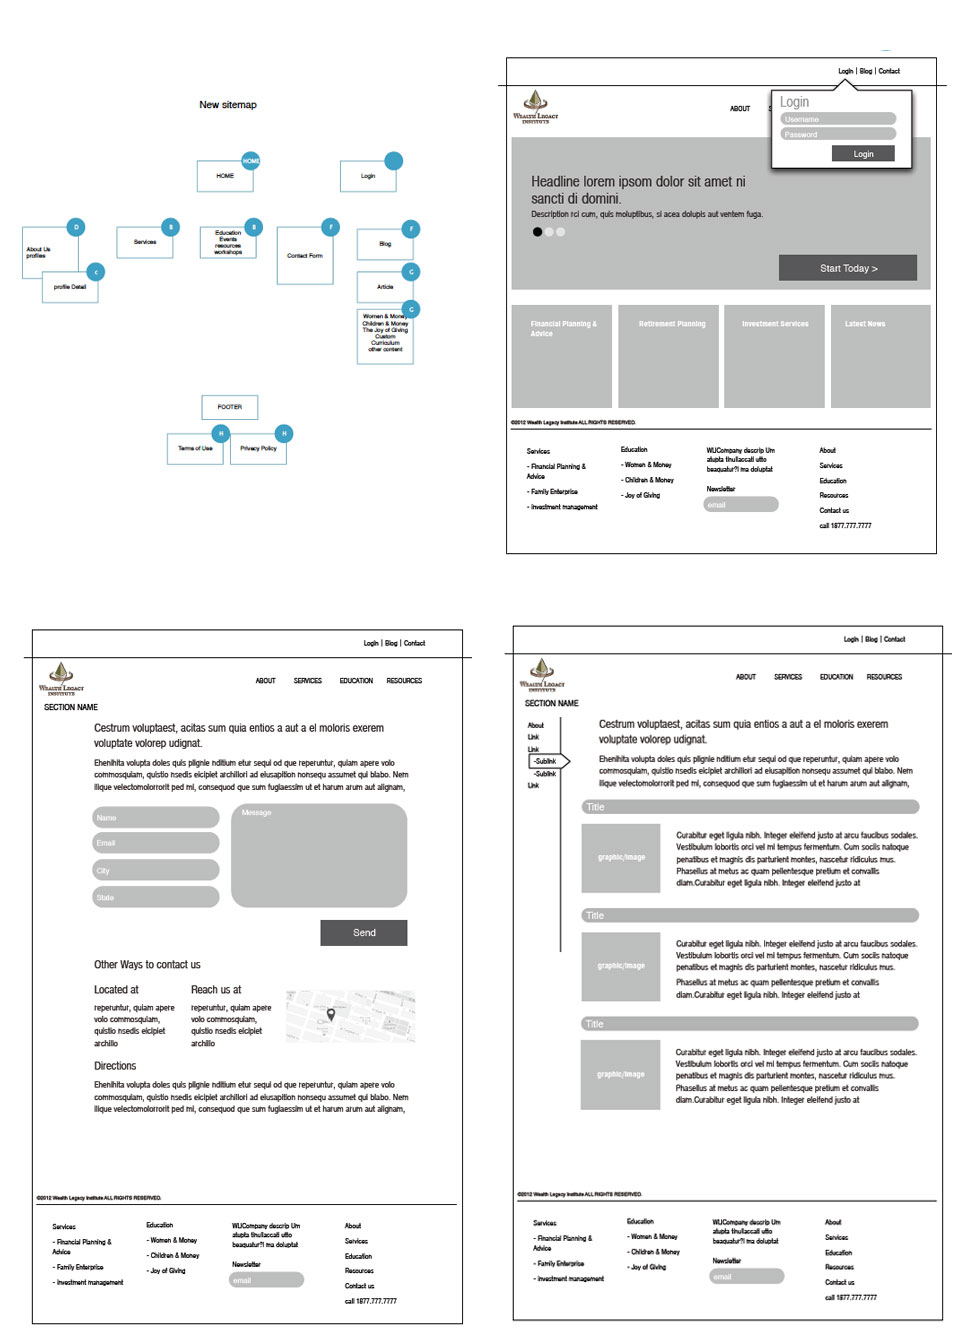 New sitemap
HOME
HOME
Login
D
About Us
profiles
C
profile Detail
B
Services
B
Education
Events
resources
workshops
F
Contact Form
F
Blog
G
Article
G
Women & Money
Children & Money
The Joy of Giving
Custom
Curriculum
other content
FOOTER
H
Terms of Use
H
Privacy Policy
Login | Blog | Contact
WEALTH LEGACY
INSTITUTE
ABOUT
S
Login
Username
Password
Login
Headline lorem ipsom dolor sit amet ni
sancti di domini.
Description rci cum, quis moluptibus, si acea dolupis aut ventem fuga.
Start Today >
Financial Planning &
Advice
Retirement Planning
Investment Services
Latest News
©2012 Wealth Legacy Institute ALL RIGHTS RESERVED.
Services
- Financial Planning &
Advice
- Family Enterprise
- Investment management
Education
- Women & Money
- Children & Money
- Joy of Giving
WLICompany descrip Um
atupta tinullaccati utto
beaquatur?I ma doluptat
Newsletter
email
About
Services
Education
Resources
Contact us
call 1877.777.7777
Login | Blog | Contact
WEALTH LEGACY
INSTITUTE
ABOUT SERVICES EDUCATION RESOURCES
SECTION NAME
Cestrum voluptaest, acitas sum quia entios a aut a el moloris exerem
voluptate volorep udignat.
Ehenihita volupta doles quis plignie nditium etur sequi od que reperuntur, quiam apere volo
commosquiam, quistio nsedis eicipiet archillori ad eiusapition nonsequ assumet qui blabo. Nem
ilique velectomolorrorit ped mi, consequod que sum fugiaessim ut et harum arum aut alignam,
Name
Email
City
State
Message
Send
Other Ways to contact us
Located at
reperuntur, quiam apere
volo commosquiam,
quistio nsedis eicipiet
archillo
Reach us at
reperuntur, quiam apere
volo commosquiam,
quistio nsedis eicipiet
archillo
Directions
Ehenihita volupta doles quis plignie nditium etur sequi od que reperuntur, quiam apere volo
commosquiam, quistio nsedis eicipiet archillori ad eiusapition nonsequ assumet qui blabo. Nem
ilique velectomolorrorit ped mi, consequod que sum fugiaessim ut et harum arum aut alignam,
©2012 Wealth Legacy Institute ALL RIGHTS RESERVED.
Services
- Financial Planning &
Advice
- Family Enterprise
- Investment management
Education
- Women & Money
- Children & Money
- Joy of Giving
WLICompany descrip Um
atupta tinullaccati utto
beaquatur?I ma doluptat
Newsletter
email
About
Services
Education
Resources
Contact us
call 1877.777.7777
Login | Blog | Contact
WEALTH LEGACY
INSTITUTE
ABOUT SERVICES EDUCATION RESOURCES
SECTION NAME
About
Link
Link
-Sublink
-Sublink
Link
Cestrum voluptaest, acitas sum quia entios a aut a el moloris exerem
voluptate volorep udignat.
Ehenihita volupta doles quis plignie nditium etur sequi od que reperuntur, quiam apere volo
commosquiam, quistio nsedis eicipiet archillori ad eiusapition nonsequ assumet qui blabo. Nem
ilique velectomolorrorit ped mi, consequod que sum fugiaessim ut et harum arum aut alignam,
Title
graphic/image
Curabitur eget ligula nibh. Integer eleifend justo at arcu faucibus sodales.
Vestibulum lobortis orci vel mi tempus fermentum. Cum sociis natoque
penatibus et magnis dis parturient montes, nascetur ridiculus mus.
Phasellus at metus ac quam pellentesque pretium et convallis
diam.Curabitur eget ligula nibh. Integer eleifend justo at
Title
graphic/image
Curabitur eget ligula nibh. Integer eleifend justo at arcu faucibus sodales.
Vestibulum lobortis orci vel mi tempus fermentum. Cum sociis natoque
penatibus et magnis dis parturient montes, nascetur ridiculus mus.
Phasellus at metus ac quam pellentesque pretium et convallis
diam.Curabitur eget ligula nibh. Integer eleifend justo at
Title
graphic/image
Curabitur eget ligula nibh. Integer eleifend justo at arcu faucibus sodales.
Vestibulum lobortis orci vel mi tempus fermentum. Cum sociis natoque
penatibus et magnis dis parturient montes, nascetur ridiculus mus.
Phasellus at metus ac quam pellentesque pretium et convallis
diam.Curabitur eget ligula nibh. Integer eleifend justo at
©2012 Wealth Legacy Institute ALL RIGHTS RESERVED.
Services
- Financial Planning &
Advice
- Family Enterprise
- Investment management
Education
- Women & Money
- Children & Money
- Joy of Giving
WLICompany descrip Um
atupta tinullaccati utto
beaquatur?I ma doluptat
Newsletter
email
About
Services
Education
Resources
Contact us
call 1877.777.7777